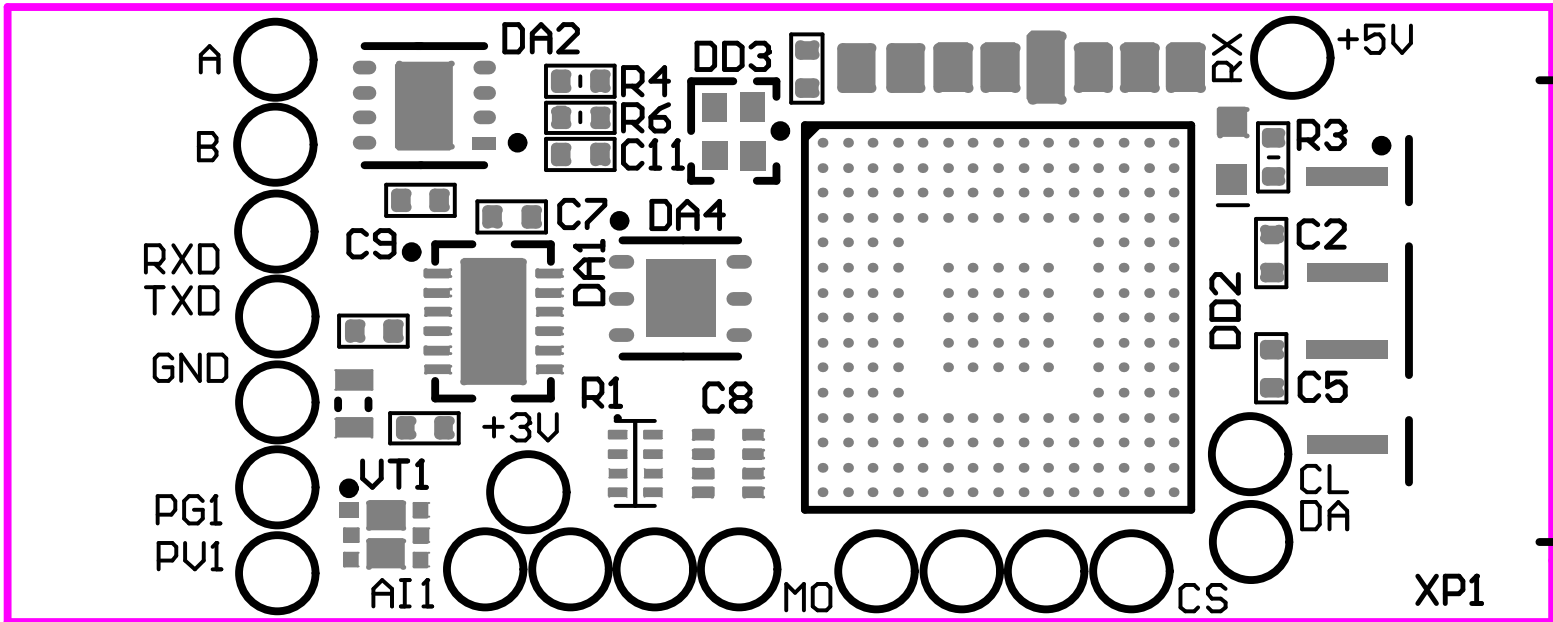 A
DA2
DD3
RX
+5V
R4
R6
C11
B
R3
C7
DA4
C9
C2
RXD
DA1
TXD
DD2
GND
R1
C8
C5
+3V
VT1
CL
PG1
DA
PV1
AI1
MO
CS
XP1